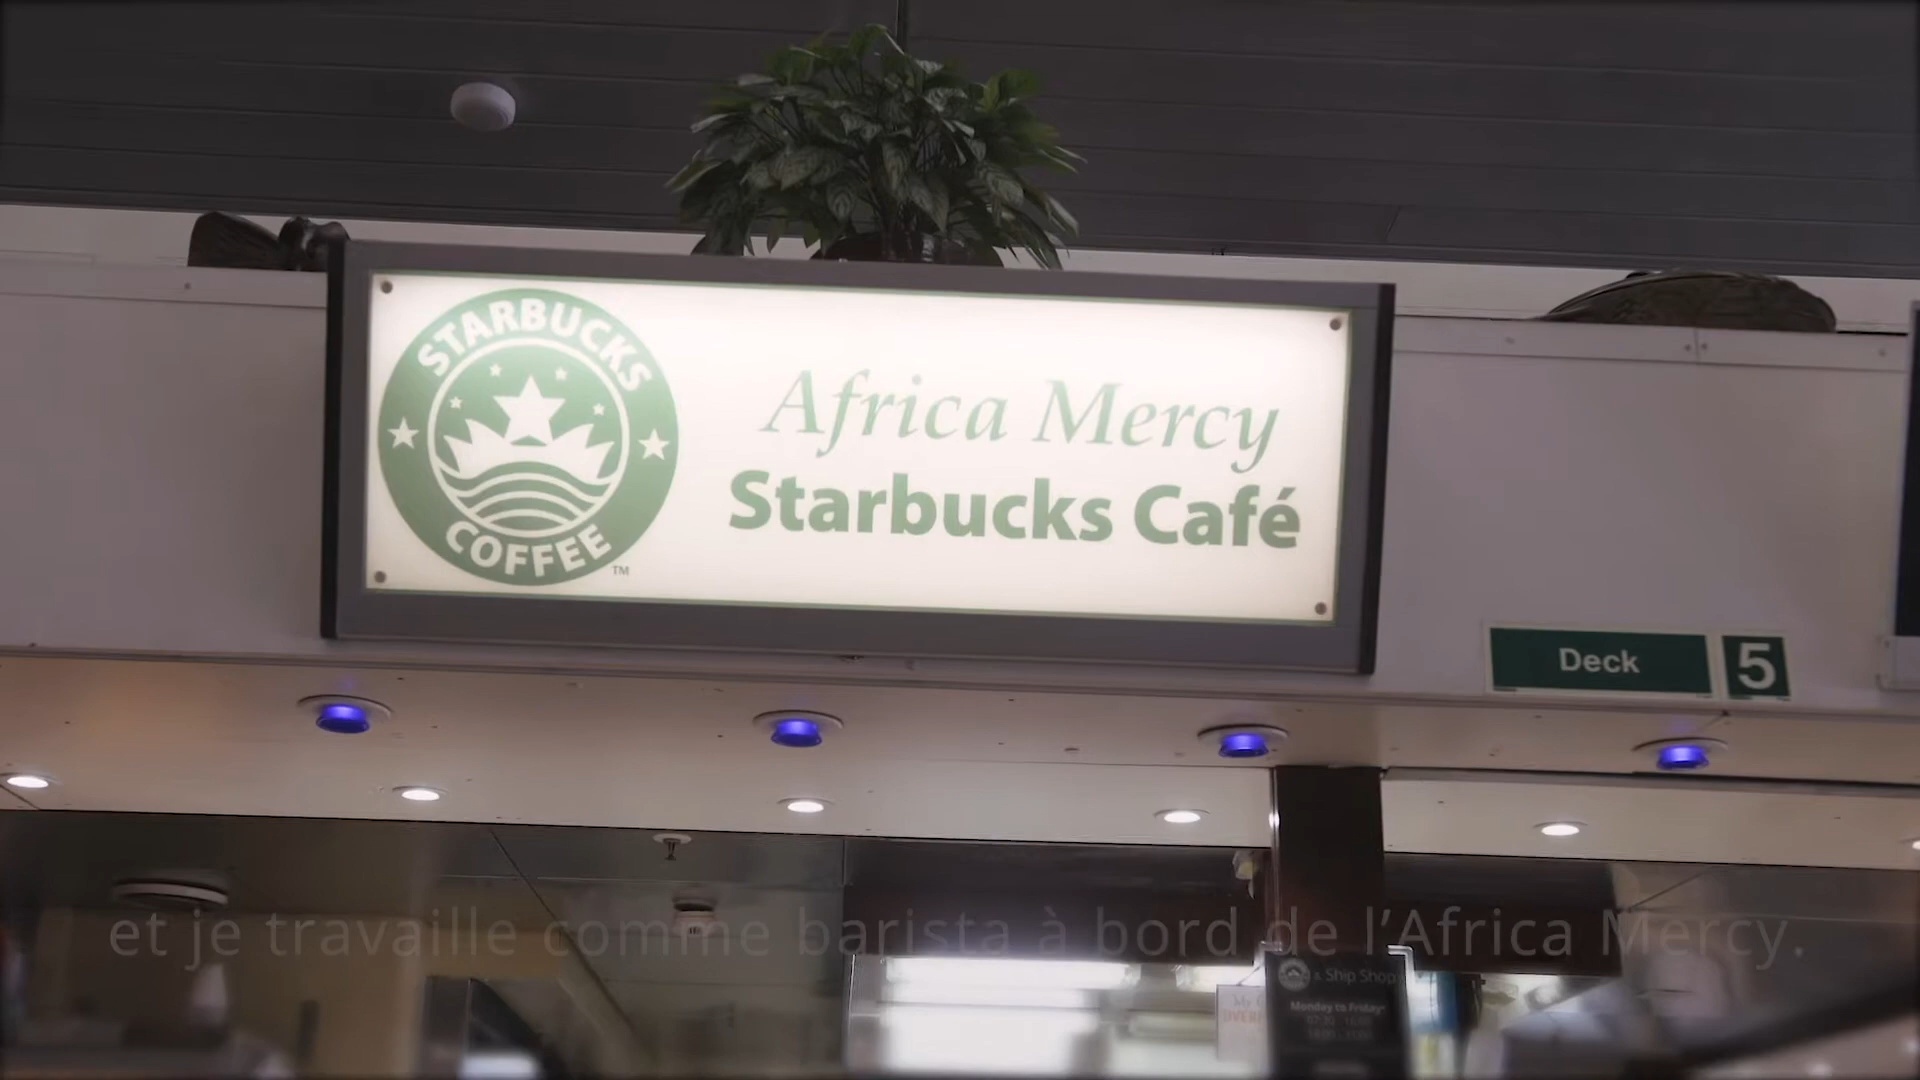 STARBUCKS
COFFEE
TM
Africa Mercy
Starbucks Café
Deck 5
et je travaille comme barista à bord de l’Africa Mercy.
& Ship Shop
Monday to Friday